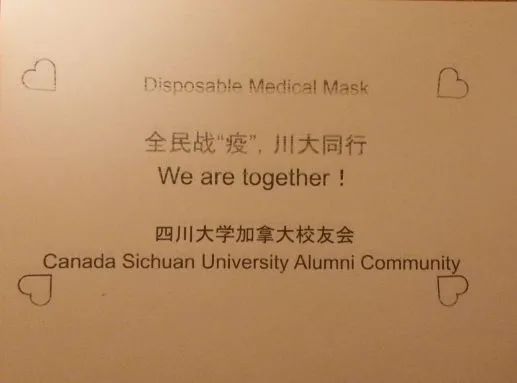 Disposable Medical Mask
全民战“疫”，川大同行
We are together！
四川大学加拿大校友会
Canada Sichuan University Alumni Community